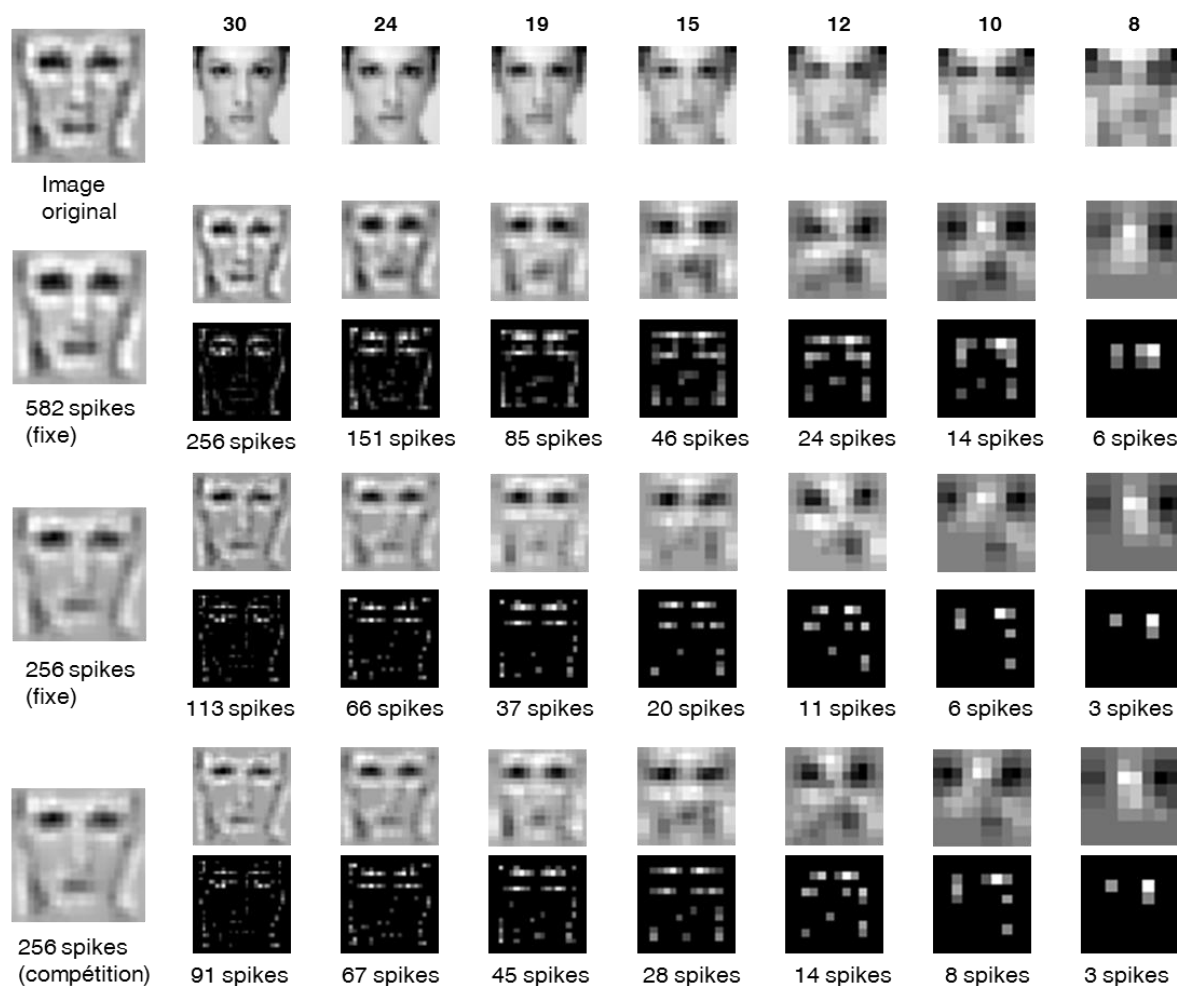 30 24 19 15 12 10 8
Image
original
582 spikes
(fixe)
256 spikes 151 spikes 85 spikes 46 spikes 24 spikes 14 spikes 6 spikes
256 spikes
(fixe)
113 spikes 66 spikes 37 spikes 20 spikes 11 spikes 6 spikes 3 spikes
256 spikes
(compétition)
91 spikes 67 spikes 45 spikes 28 spikes 14 spikes 8 spikes 3 spikes